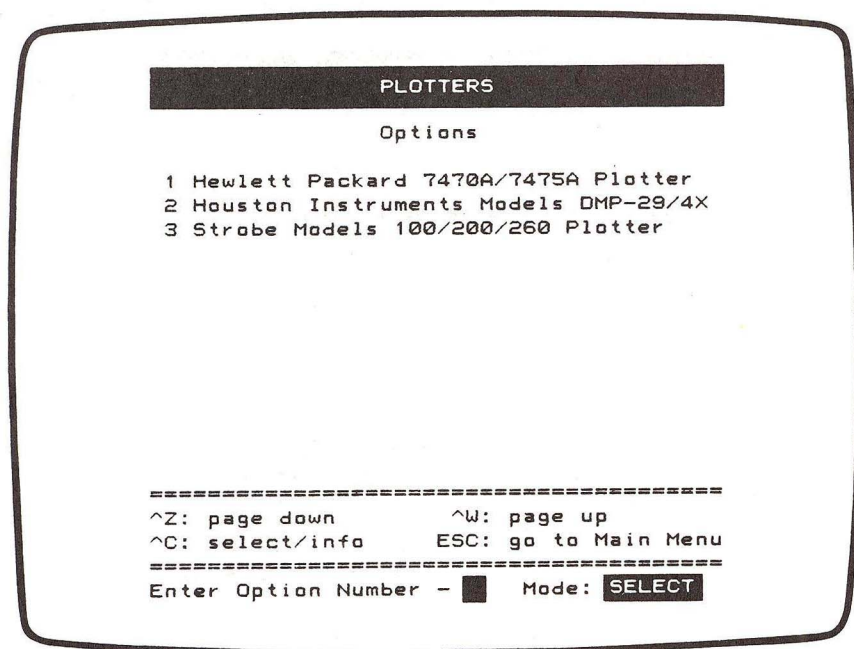 PLOTTERS
Options
1 Hewlett Packard 7470A/7475A Plotter
2 Houston Instruments Models DMP-29/4X
3 Strobe Models 100/200/260 Plotter
========================================
^Z: page down ^W: page up
^C: select/info ESC: go to Main Menu
========================================
Enter Option Number - Mode: SELECT